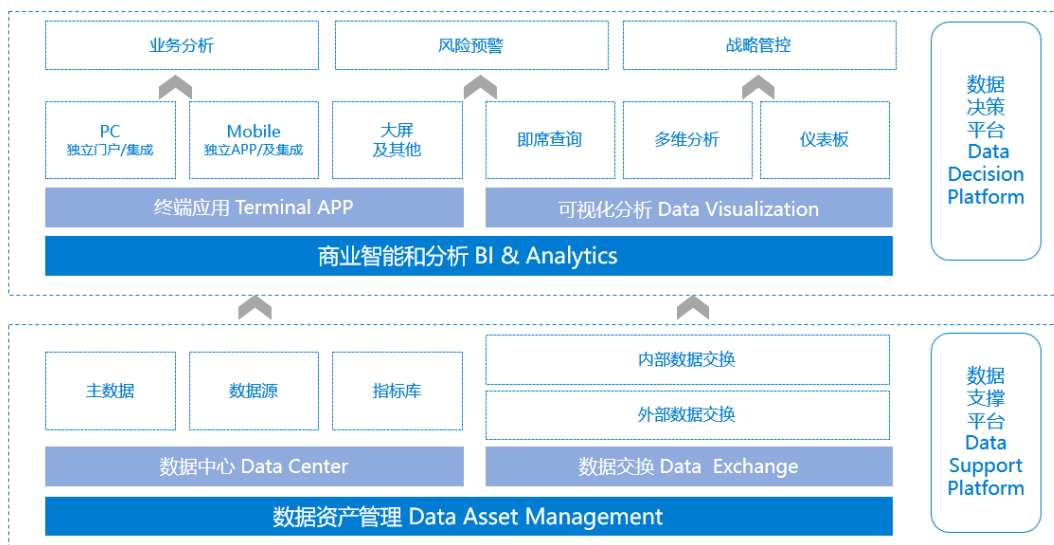 业务分析
风险预警
战略管控
PC
独立门户/集成
Mobile
独立APP/及集成
大屏
及其他
即席查询
多维分析
仪表板
终端应用 Terminal APP
可视化分析 Data Visualization
商业智能和分析 BI & Analytics
数据
决策
平台
Data
Decision
Platform
主数据
数据源
指标库
内部数据交换
外部数据交换
数据中心 Data Center
数据交换 Data Exchange
数据资产管理 Data Asset Management
数据
支撑
平台
Data
Support
Platform